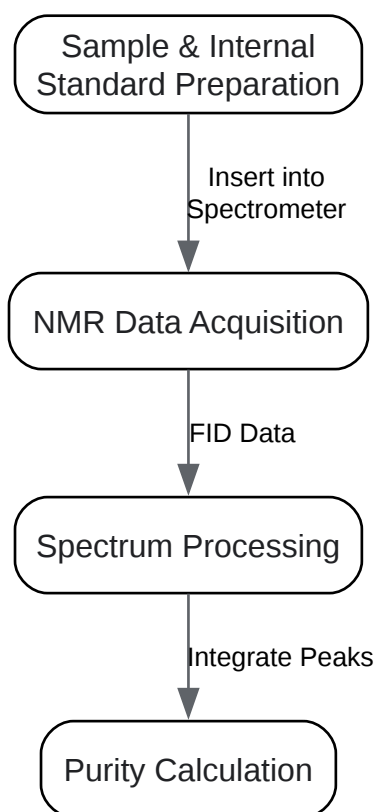 Sample & Internal
Standard Preparation
Insert into
Spectrometer
NMR Data Acquisition
FID Data
Spectrum Processing
Integrate Peaks
Purity Calculation